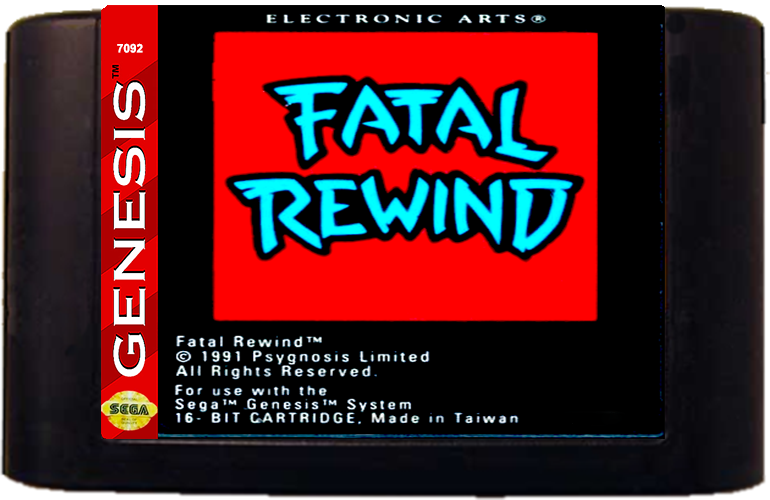 ELECTRONIC ARTS®
7092
GENESIS™
FATAL
REWIND
Fatal Rewind™
© 1991 Psygnosis Limited
All Rights Reserved.
For use with the
Sega™ Genesis™ System
16- BIT CARTRIDGE, Made in Taiwan
SEGA